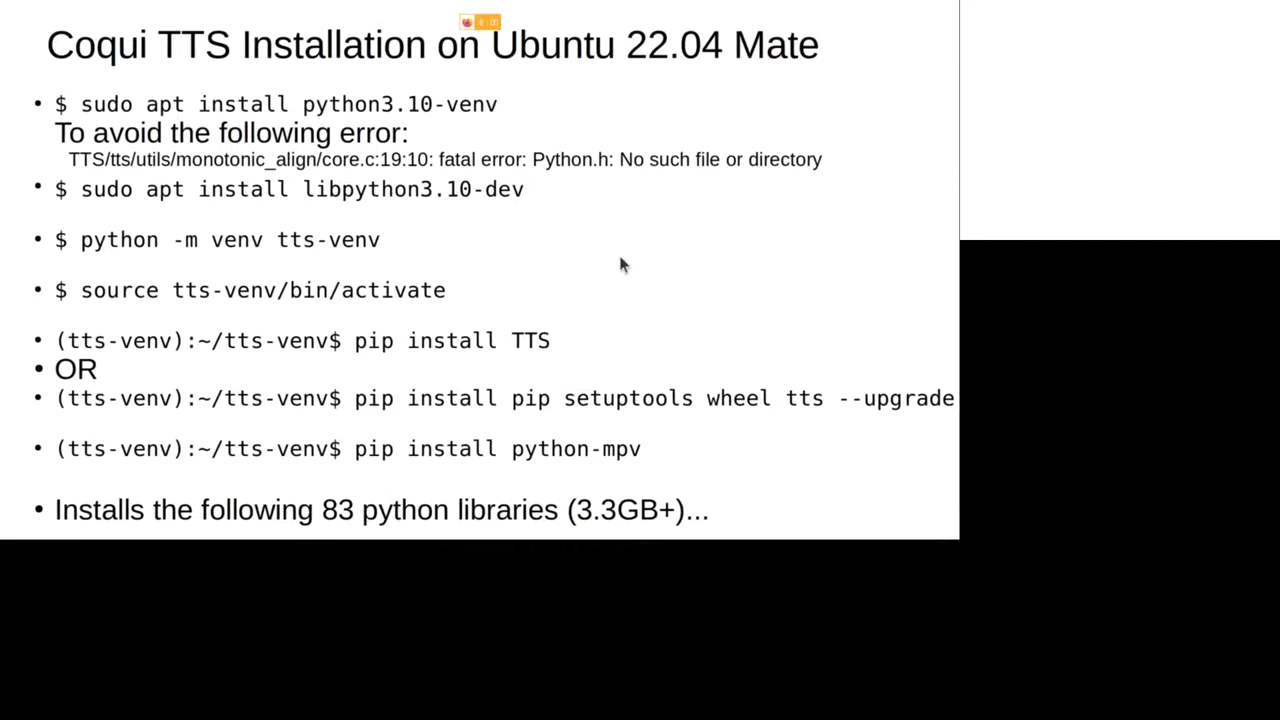 Coqui TTS Installation on Ubuntu 22.04 Mate
• $ sudo apt install python3.10-venv
To avoid the following error:
TTS/tts/utils/monotonic_align/core.c:19:10: fatal error: Python.h: No such file or directory
• $ sudo apt install libpython3.10-dev
• $ python -m venv tts-venv
• $ source tts-venv/bin/activate
• (tts-venv):~/tts-venv$ pip install TTS
• OR
• (tts-venv):~/tts-venv$ pip install pip setuptools wheel tts --upgrade
• (tts-venv):~/tts-venv$ pip install python-mpv
• Installs the following 83 python libraries (3.3GB+)...